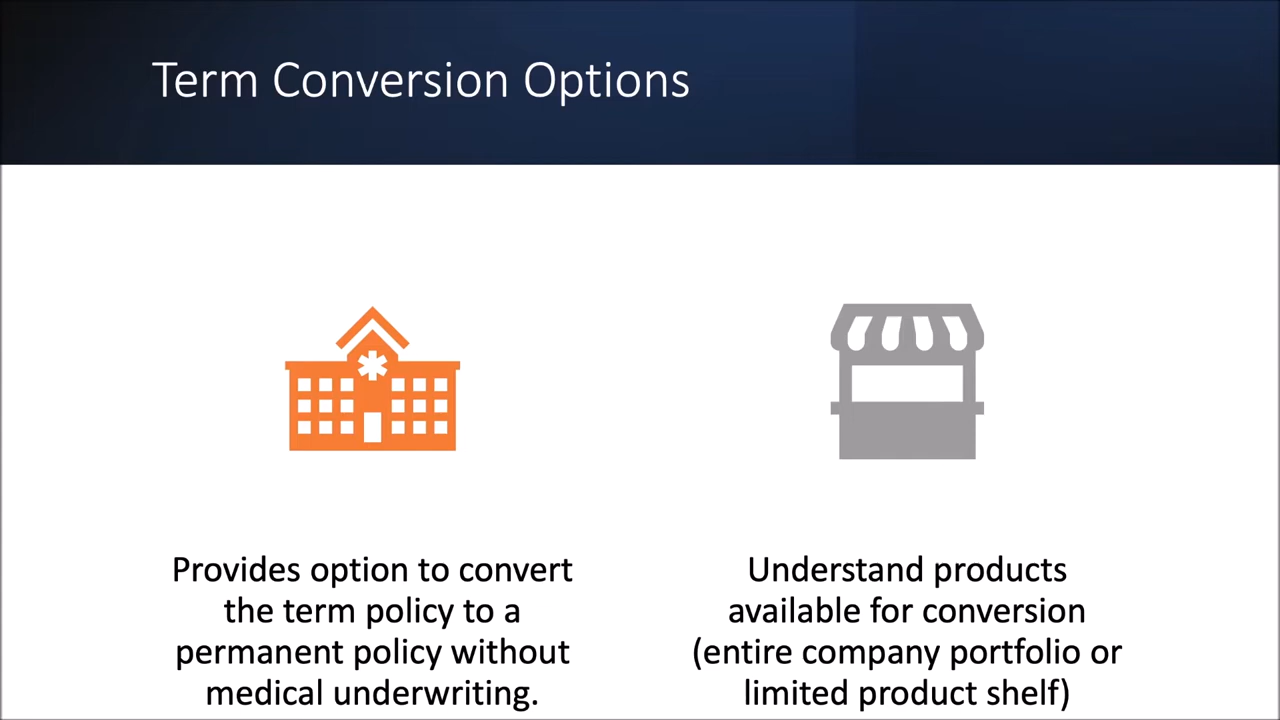 Term Conversion Options
Provides option to convert
the term policy to a
permanent policy without
medical underwriting.
Understand products
available for conversion
(entire company portfolio or
limited product shelf)